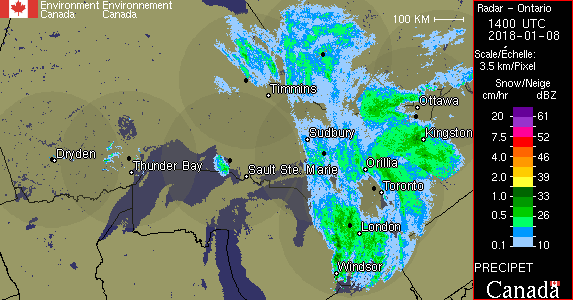 Environment Environnement
Canada Canada
100 KM
Timmins
Ottawa
Sudbury
Kingston
Dryden
Thunder Bay
Sault Ste. Marie
Orillia
Toronto
London
Windsor
Radar - Ontario
1400 UTC
2018-01-08
Scale/Échelle:
3.5 km/Pixel
Snow/Neige
cm/hr dBZ
20 61
7.5 52
4.0 46
2.0 39
1.0 33
0.5 26
0.1 10
PRECIPET
Canada